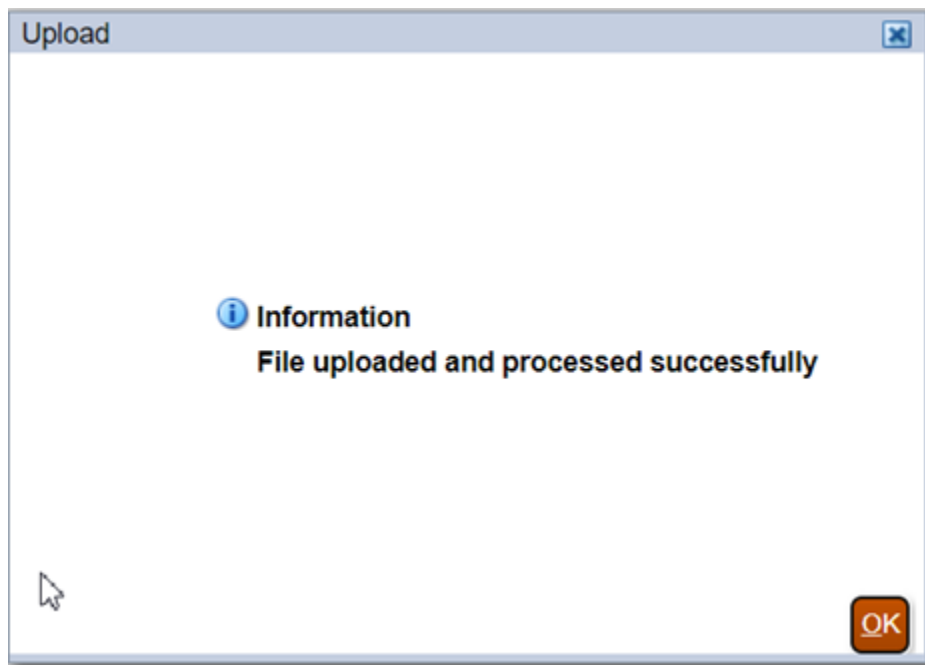 Upload
Information
File uploaded and processed successfully
OK